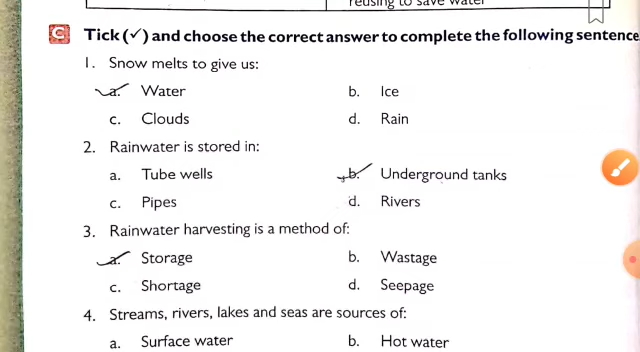 reusing to save water
C Tick (✓) and choose the correct answer to complete the following sentence
1. Snow melts to give us:
a. Water b. Ice
c. Clouds d. Rain
2. Rainwater is stored in:
a. Tube wells b. Underground tanks
c. Pipes d. Rivers
3. Rainwater harvesting is a method of:
a. Storage b. Wastage
c. Shortage d. Seepage
4. Streams, rivers, lakes and seas are sources of:
a. Surface water b. Hot water